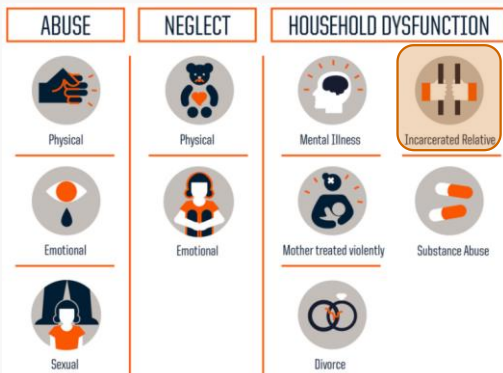 ABUSE
NEGLECT
HOUSEHOLD DYSFUNCTION
Physical
Physical
Mental Illness
Incarcerated Relative
Emotional
Emotional
Mother treated violently
Substance Abuse
Sexual
Divorce